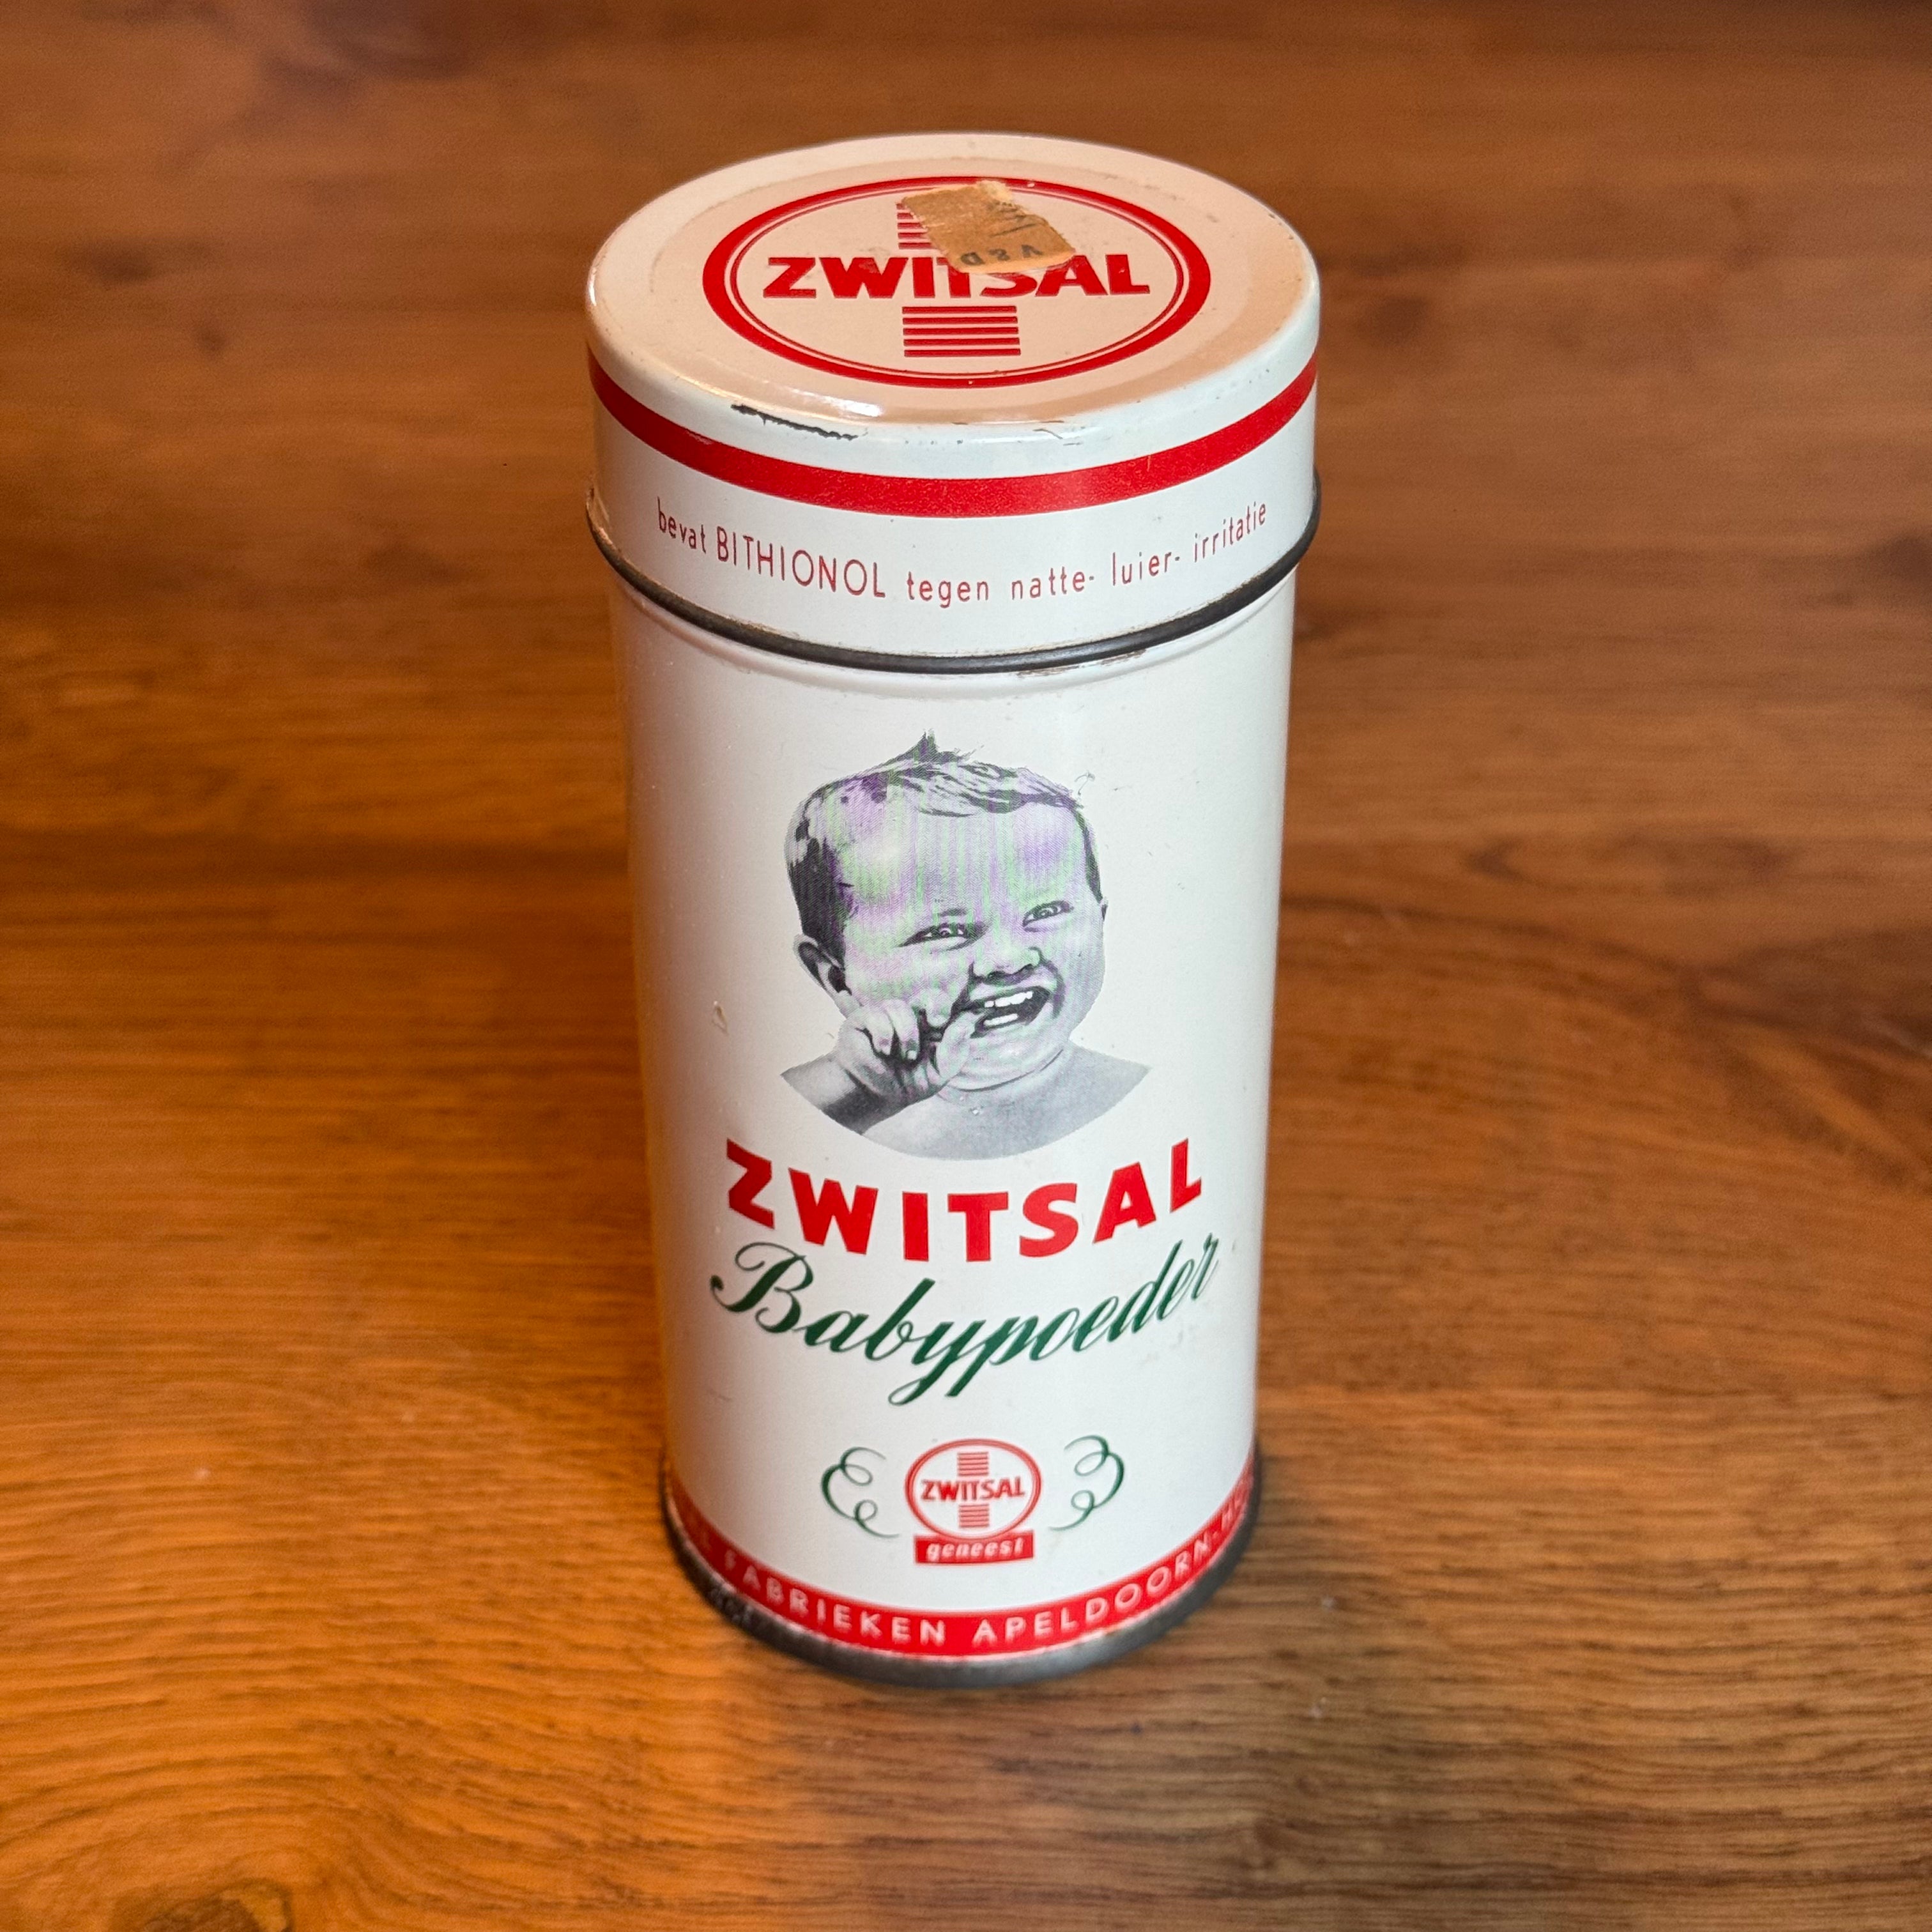 V&D
ZWITSAL
bevat BITHIONOL tegen natte- luier- irritatie
ZWITSAL
Babypoeder
ZWITSAL
geneest
FABRIEKEN APELDOORN-